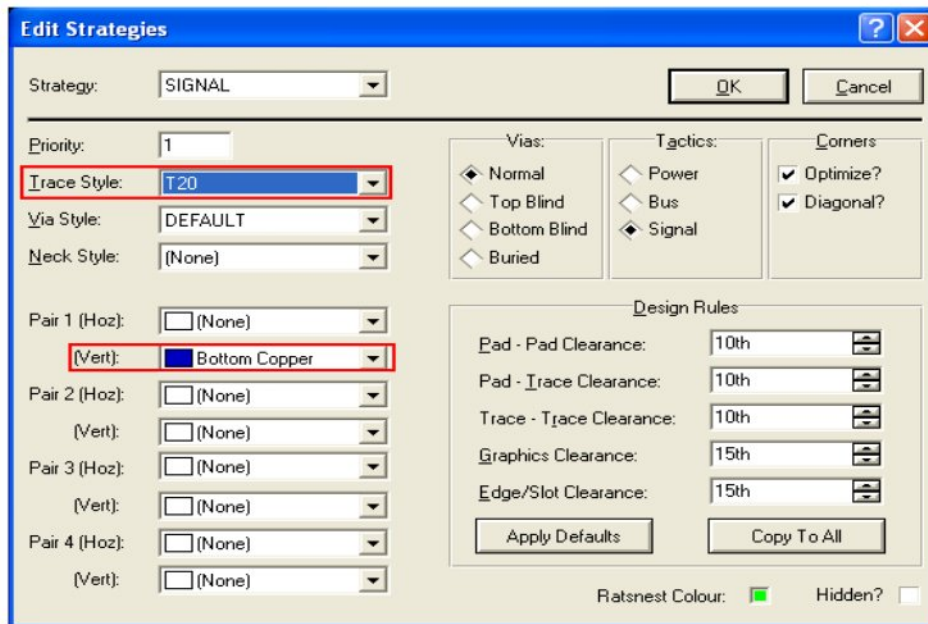 Edit Strategies
Strategy: SIGNAL
OK Cancel
Priority: 1
Trace Style: T20
Via Style: DEFAULT
Neck Style: (None)
Vias:
Normal
Top Blind
Bottom Blind
Buried
Tactics:
Power
Bus
Signal
Corners
Optimize?
Diagonal?
Pair 1 (Hoz): (None)
(Vert): Bottom Copper
Pair 2 (Hoz): (None)
(Vert): (None)
Pair 3 (Hoz): (None)
(Vert): (None)
Pair 4 (Hoz): (None)
(Vert): (None)
Design Rules
Pad - Pad Clearance: 10th
Pad - Trace Clearance: 10th
Trace - Trace Clearance: 10th
Graphics Clearance: 15th
Edge/Slot Clearance: 15th
Apply Defaults Copy To All
Ratsnest Colour: Hidden?